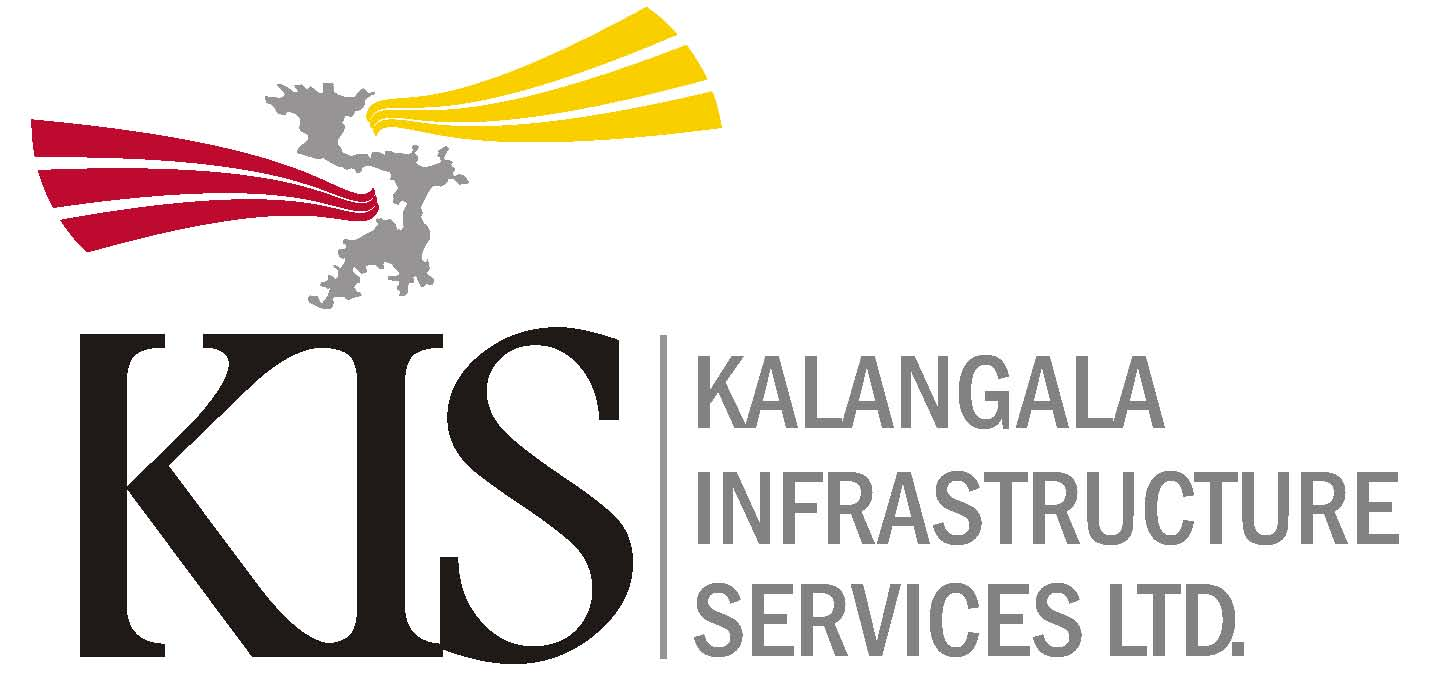 KIS
KALANGALA
INFRASTRUCTURE
SERVICES LTD.